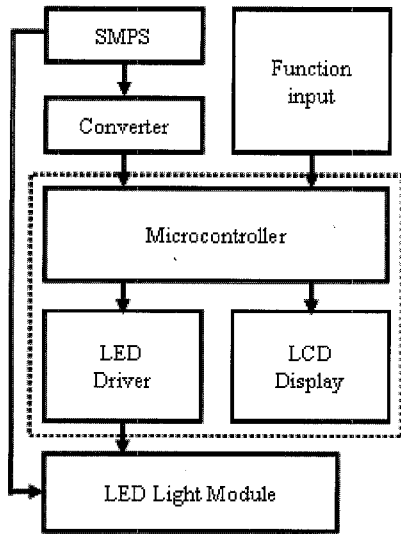 SMPS
Function
input
Converter
Microcontroller
LED
Driver
LCD
Display
LED Light Module